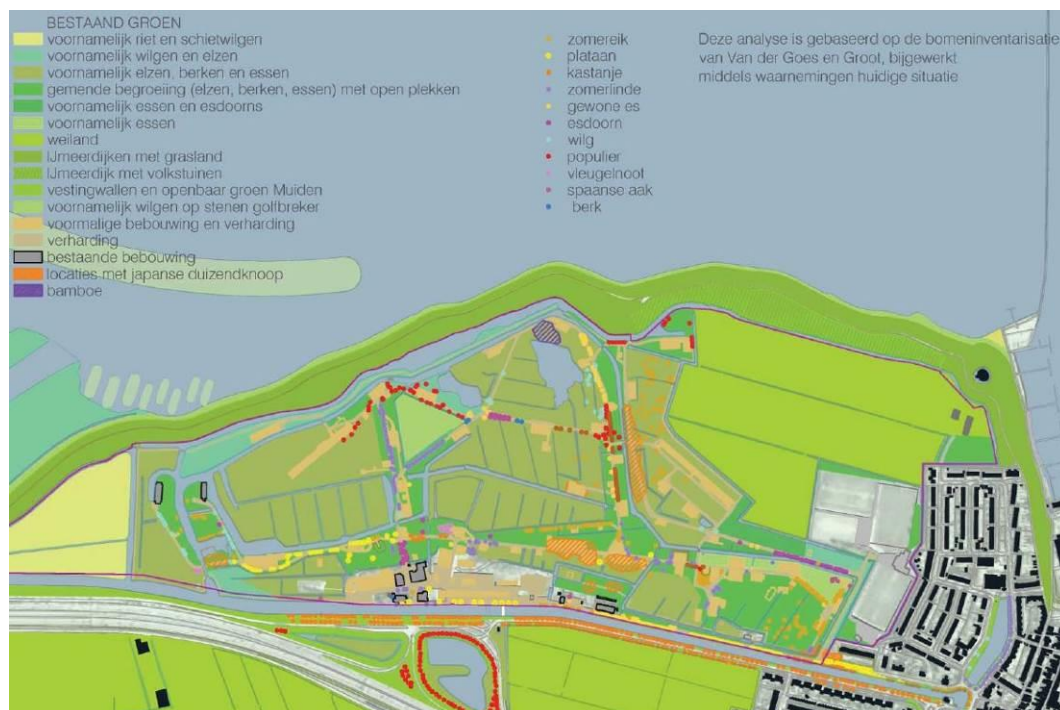 BESTAAND GROEN
voornamelijk riet en schietwilgen
voornamelijk wilgen en elzen
voornamelijk elzen, berken en essen
gemende begroeiing (elzen, berken, essen) met open plekken
voornamelijk essen en esdoorns
voornamelijk essen
weiland
IJmeerdijken met grasland
IJmeerdijk met volkstuinen
vestingwallen en openbaar groen Muiden
voornamelijk wilgen op stenen golfbreker
voormalige bebouwing en verharding
verharding
bestaande bebouwing
locaties met japanse duizendknoop
bamboe
zomereik
plataan
kastanje
zomerlinde
gewone es
esdoorn
wilg
populier
vleugelnoot
spaanse aak
berk
Deze analyse is gebaseerd op de bomeninventarisatie
van Van der Goes en Groot, bijgewerkt
middels waarnemingen huidige situatie